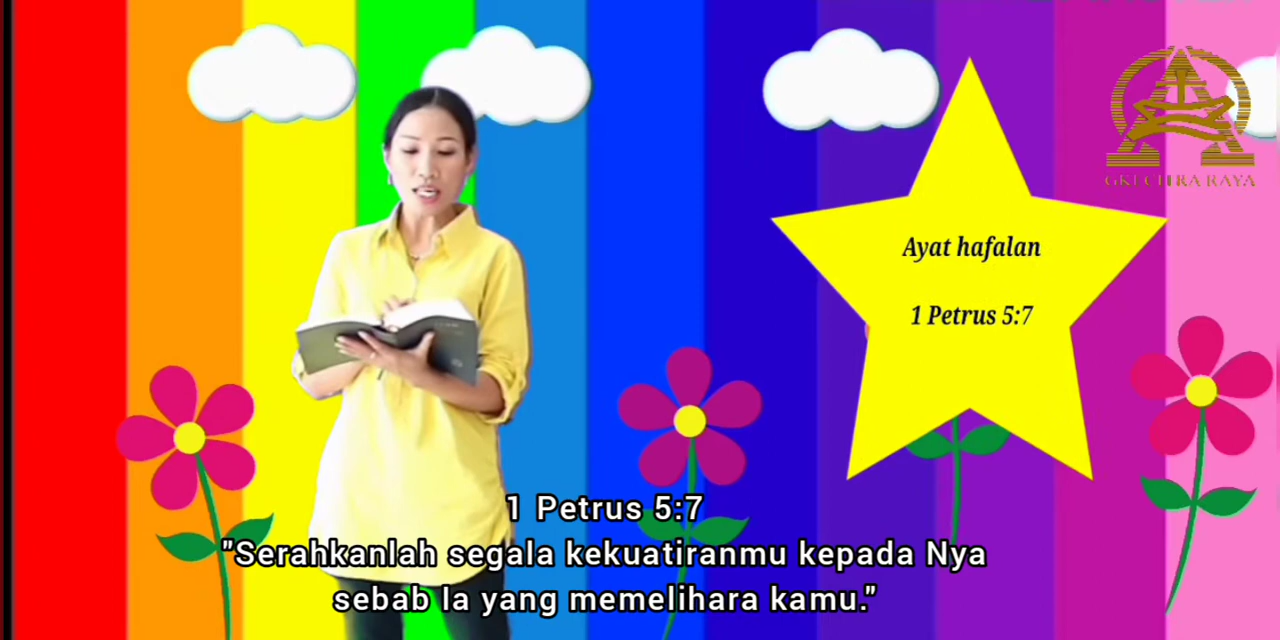 GKI CITRA RAYA
Ayat hafalan
1 Petrus 5:7
1 Petrus 5:7
"Serahkanlah segala kekuatiranmu kepada Nya
sebab Ia yang memelihara kamu."